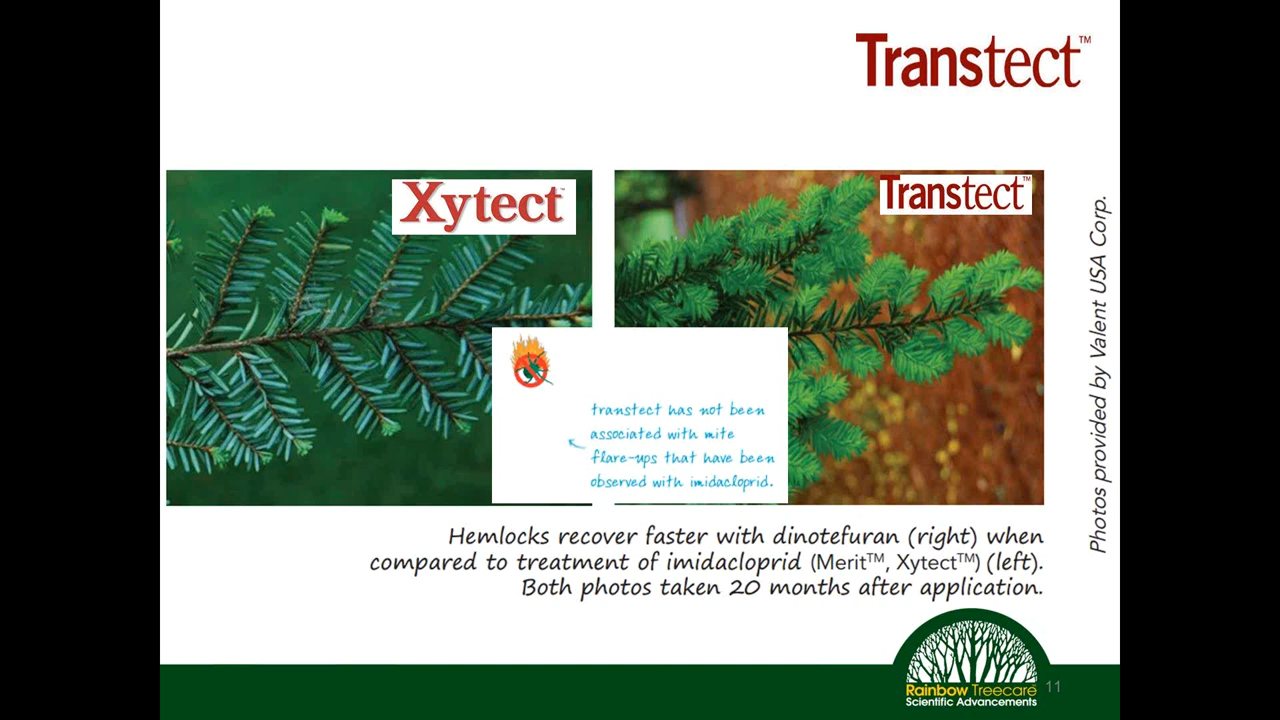 Transtect™
Xytect™
Transtect™
transtect has not been
associated with mite
flare-ups that have been
observed with imidacloprid.
Photos provided by Valent USA Corp.
Hemlocks recover faster with dinotefuran (right) when
compared to treatment of imidacloprid (Merit™, Xytect™) (left).
Both photos taken 20 months after application.
Rainbow Treecare
Scientific Advancements
11